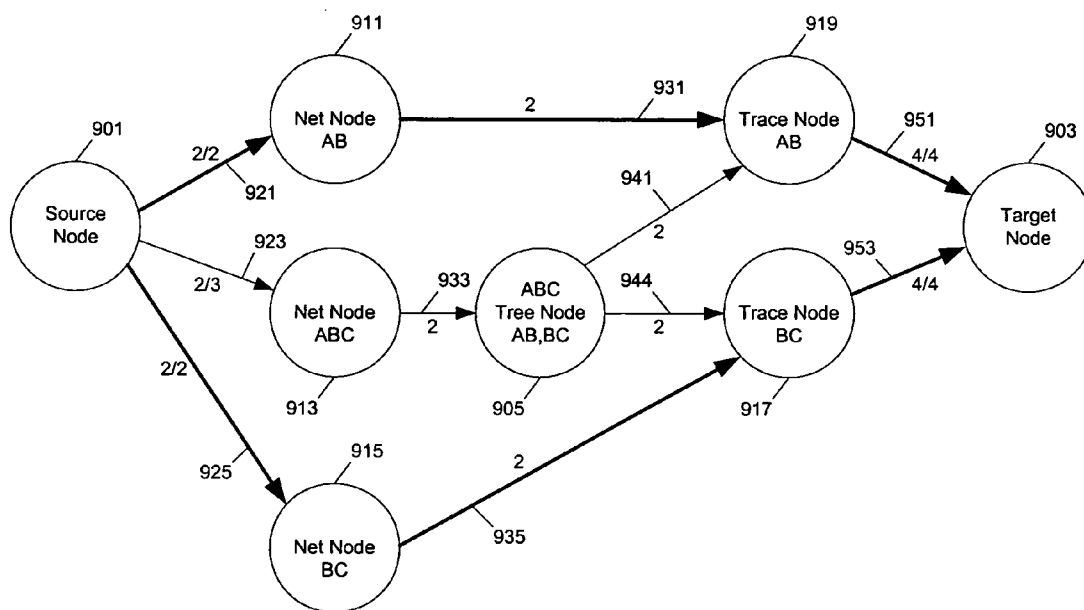 911
919
Net Node
AB
2
931
Trace Node
AB
951
903
901
2/2
921
4/4
Source
Node
Target
Node
923
2/3
941
2
953
4/4
933
2
944
2
Net Node
ABC
ABC
Tree Node
AB,BC
Trace Node
BC
913
905
917
2/2
925
915
2
935
Net Node
BC